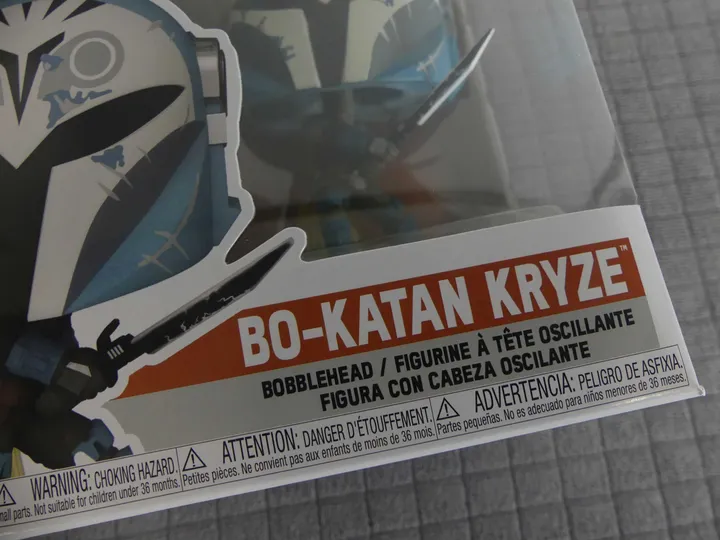 BO-KATAN KRYZE™
BOBBLEHEAD / FIGURINE À TÊTE OSCILLANTE
FIGURA CON CABEZA OSCILANTE
WARNING: CHOKING HAZARD.
small parts. Not suitable for children under 36 months.
ATTENTION: DANGER D'ÉTOUFFEMENT.
Petites pièces. Ne convient pas aux enfants de moins de 36 mois.
ADVERTENCIA: PELIGRO DE ASFIXIA.
Partes pequeñas. No es adecuado para niños menores de 36 meses.